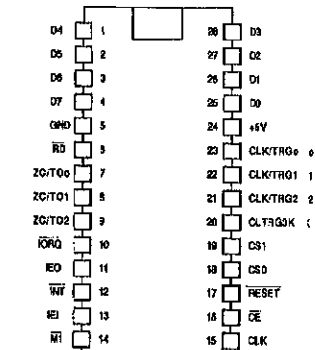 D4 1 28 D3
D5 2 27 D2
D6 3 26 D1
D7 4 25 D0
GND 5 24 +5V
RD 6 23 CLK/TRG0 0
ZC/TO0 7 22 CLK/TRG1 1
ZC/TO1 8 21 CLK/TRG2 2
ZC/TO2 9 20 CLTRG3K
IORQ 10 19 CS1
IEO 11 18 CS0
INT 12 17 RESET
IEI 13 16 CE
M1 14 15 CLK